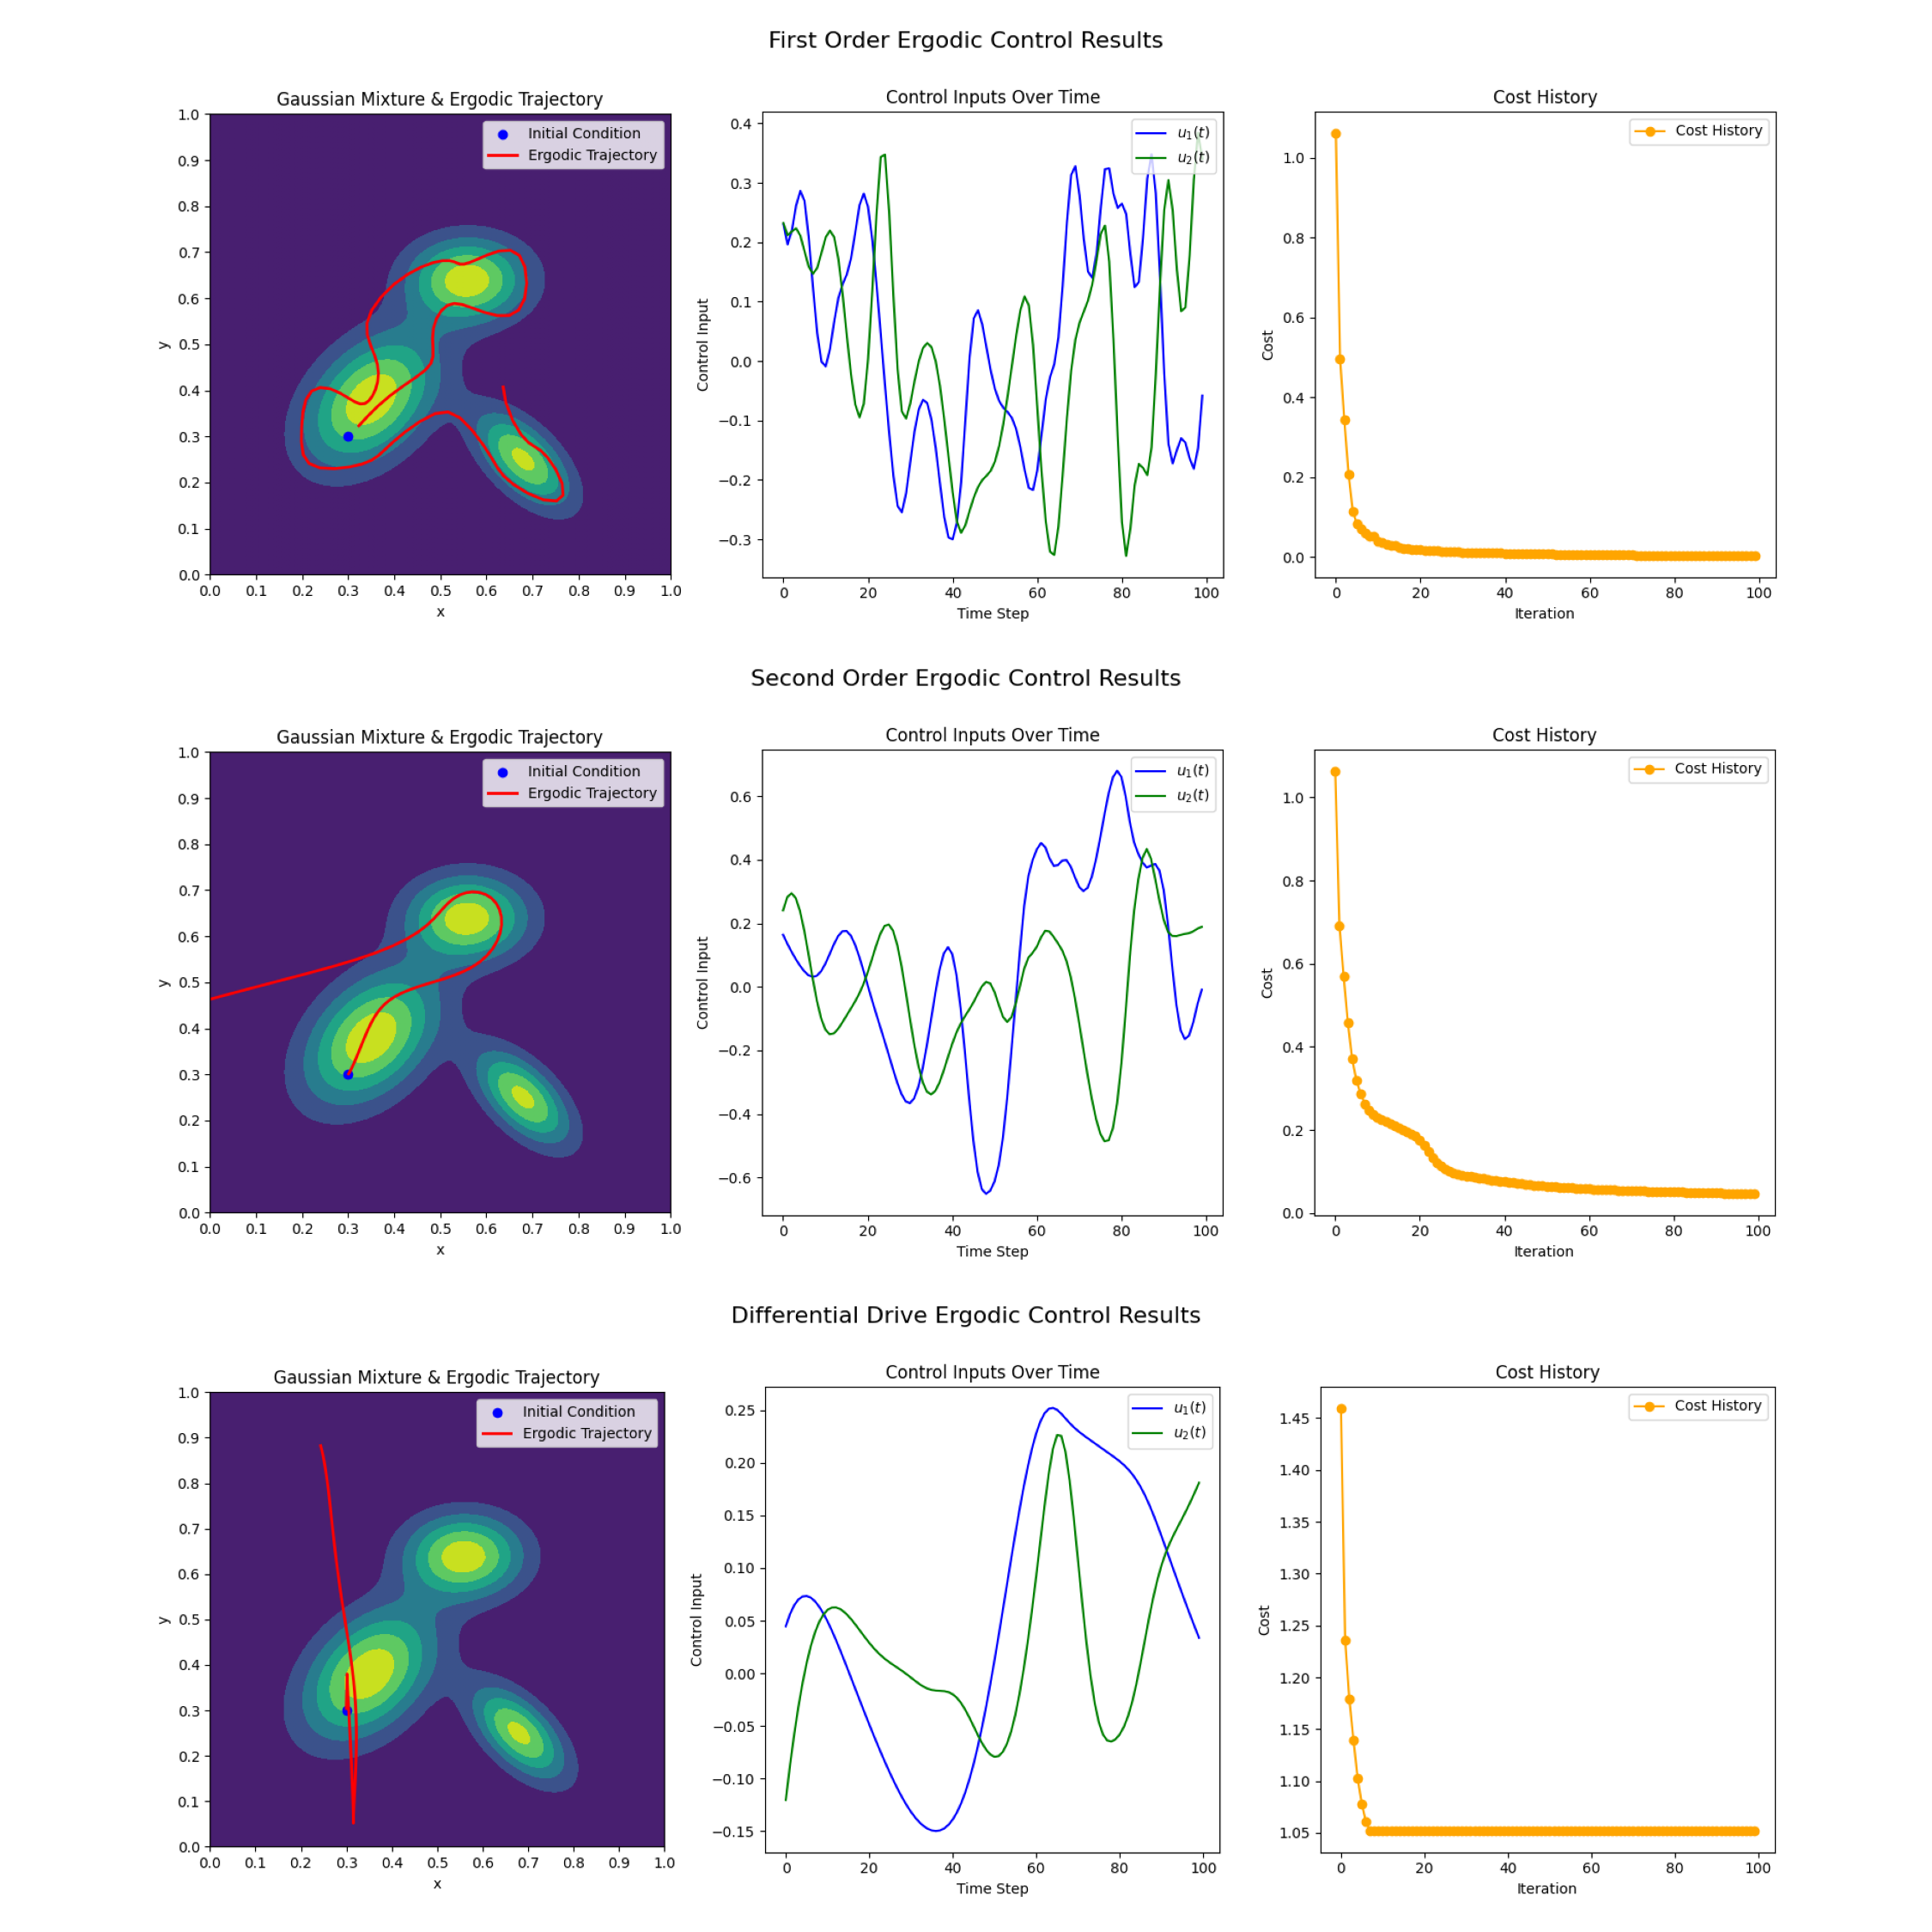 First Order Ergodic Control Results
Gaussian Mixture & Ergodic Trajectory
Initial Condition
Ergodic Trajectory
1.0
0.9
0.8
0.7
0.6
0.5
0.4
0.3
0.2
0.1
0.0
y
0.0 0.1 0.2 0.3 0.4 0.5 0.6 0.7 0.8 0.9 1.0
x
Control Inputs Over Time
u₁(t)
u₂(t)
0.4
0.3
0.2
0.1
0.0
−0.1
−0.2
−0.3
Control Input
0 20 40 60 80 100
Time Step
Cost History
Cost History
1.0
0.8
0.6
0.4
0.2
0.0
Cost
0 20 40 60 80 100
Iteration
Second Order Ergodic Control Results
Gaussian Mixture & Ergodic Trajectory
Initial Condition
Ergodic Trajectory
1.0
0.9
0.8
0.7
0.6
0.5
0.4
0.3
0.2
0.1
0.0
y
0.0 0.1 0.2 0.3 0.4 0.5 0.6 0.7 0.8 0.9 1.0
x
Control Inputs Over Time
u₁(t)
u₂(t)
0.6
0.4
0.2
0.0
−0.2
−0.4
−0.6
Control Input
0 20 40 60 80 100
Time Step
Cost History
Cost History
1.0
0.8
0.6
0.4
0.2
0.0
Cost
0 20 40 60 80 100
Iteration
Differential Drive Ergodic Control Results
Gaussian Mixture & Ergodic Trajectory
Initial Condition
Ergodic Trajectory
1.0
0.9
0.8
0.7
0.6
0.5
0.4
0.3
0.2
0.1
0.0
y
0.0 0.1 0.2 0.3 0.4 0.5 0.6 0.7 0.8 0.9 1.0
x
Control Inputs Over Time
u₁(t)
u₂(t)
0.25
0.20
0.15
0.10
0.05
0.00
−0.05
−0.10
−0.15
Control Input
0 20 40 60 80 100
Time Step
Cost History
Cost History
1.45
1.40
1.35
1.30
1.25
1.20
1.15
1.10
1.05
Cost
0 20 40 60 80 100
Iteration